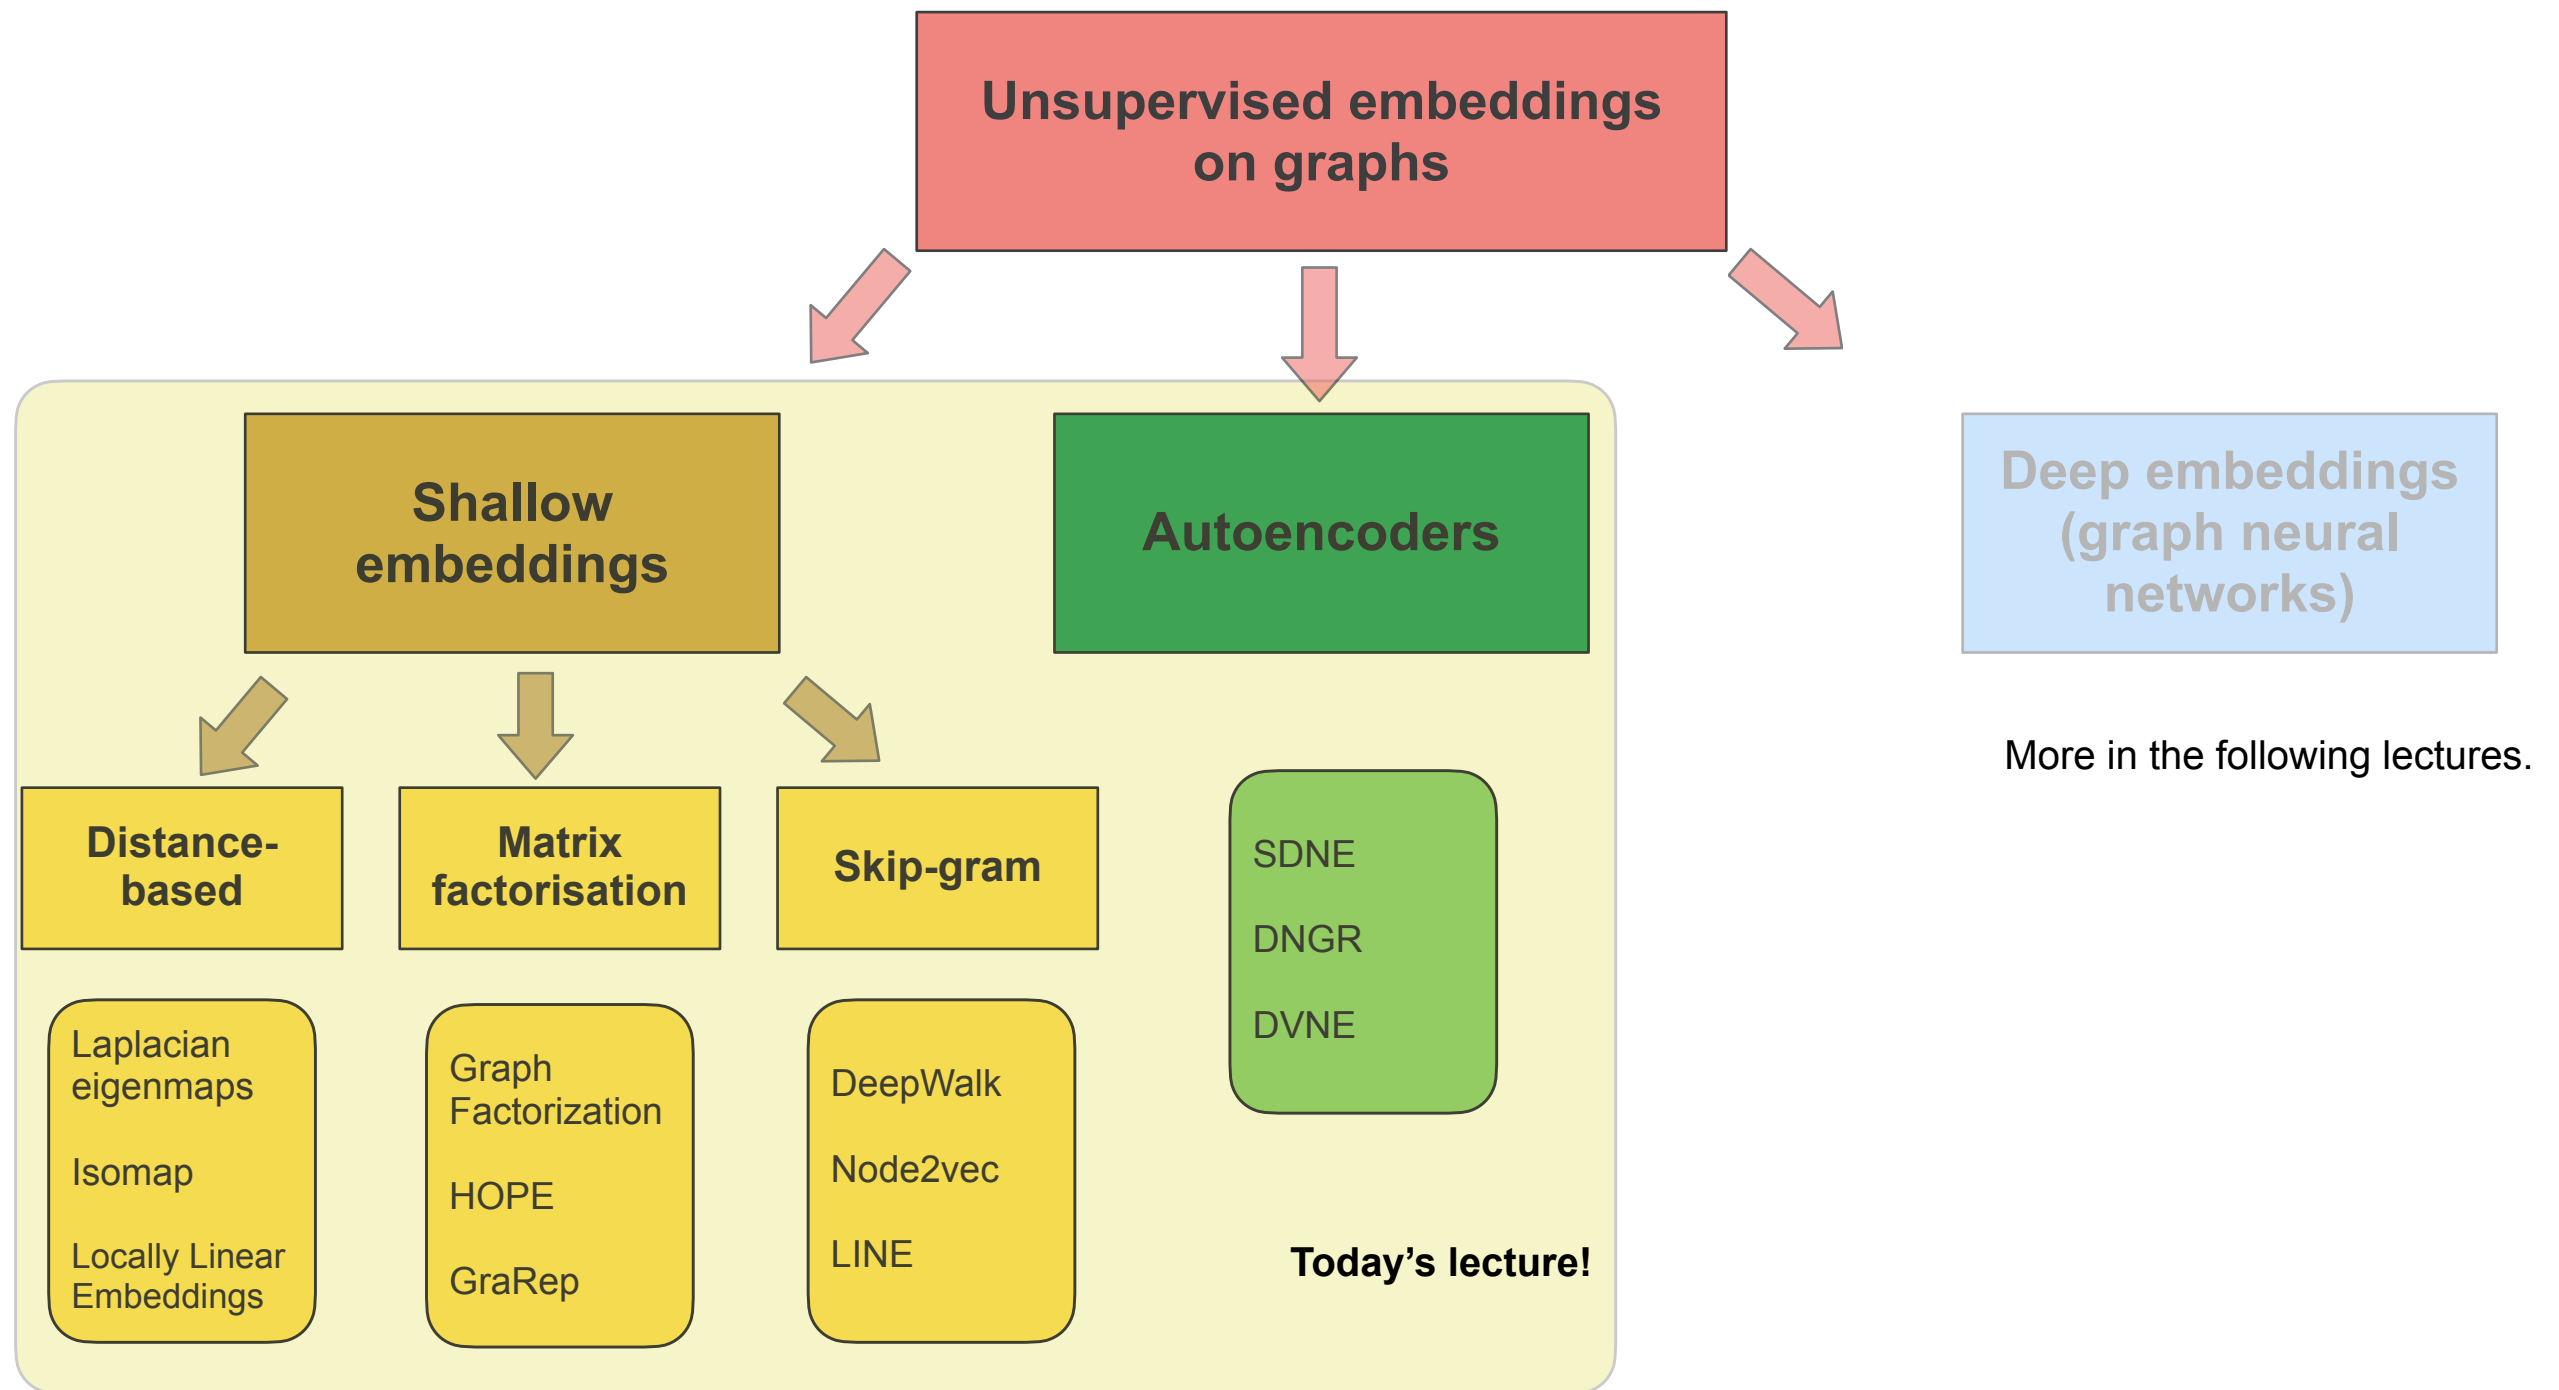 Unsupervised embeddings
on graphs
Shallow
embeddings
Autoencoders
Deep embeddings
(graph neural
networks)
More in the following lectures.
Distance-
based
Matrix
factorisation
Skip-gram
Laplacian
eigenmaps
Isomap
Locally Linear
Embeddings
Graph
Factorization
HOPE
GraRep
DeepWalk
Node2vec
LINE
SDNE
DNGR
DVNE
Today’s lecture!